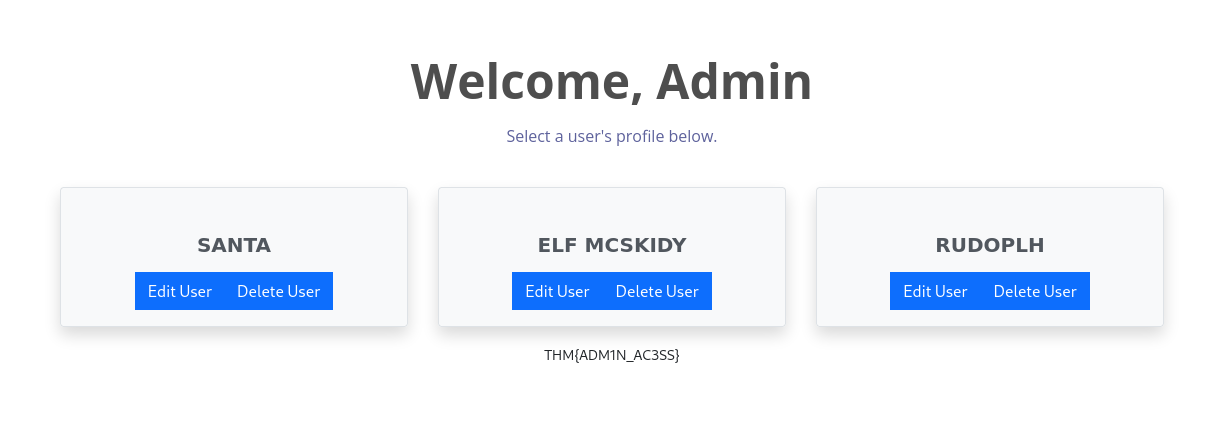 Welcome, Admin
Select a user's profile below.
SANTA
ELF MCSKIDY
RUDOPLH
Edit User Delete User
Edit User Delete User
Edit User Delete User
THM{ADM1N_AC3SS}